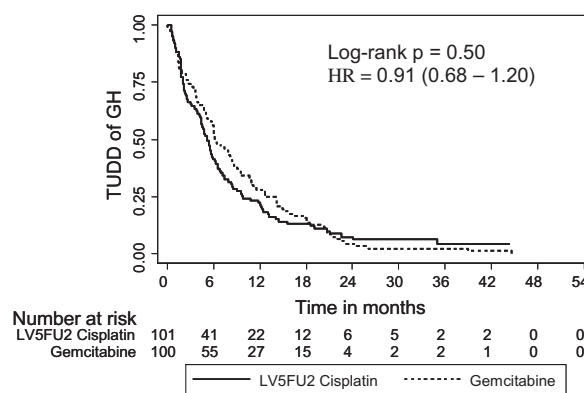 1.00
0.75
0.50
0.25
0.00
TUDD of GH
Log-rank p = 0.50
HR = 0.91 (0.68 – 1.20)
0 6 12 18 24 30 36 42 48 54
Time in months
Number at risk
LV5FU2 Cisplatin 101 41 22 12 6 5 2 2 0 0
Gemcitabine 100 55 27 15 4 2 2 1 0 0
LV5FU2 Cisplatin Gemcitabine